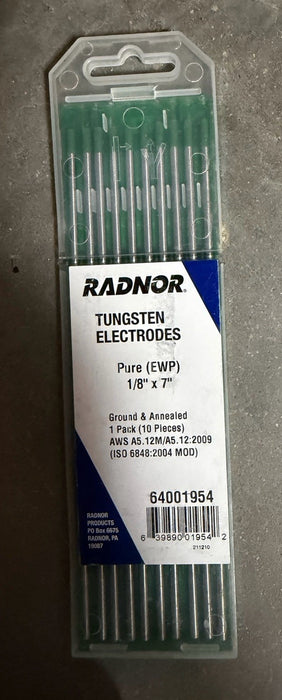 RADNOR®
TUNGSTEN
ELECTRODES
Pure (EWP)
1/8" x 7"
Ground & Annealed
1 Pack (10 Pieces)
AWS A5.12M/A5.12:2009
(ISO 6848:2004 MOD)
64001954
RADNOR
PRODUCTS
PO Box 6675
RADNOR, PA
19087
6 39890 01954 2
211210